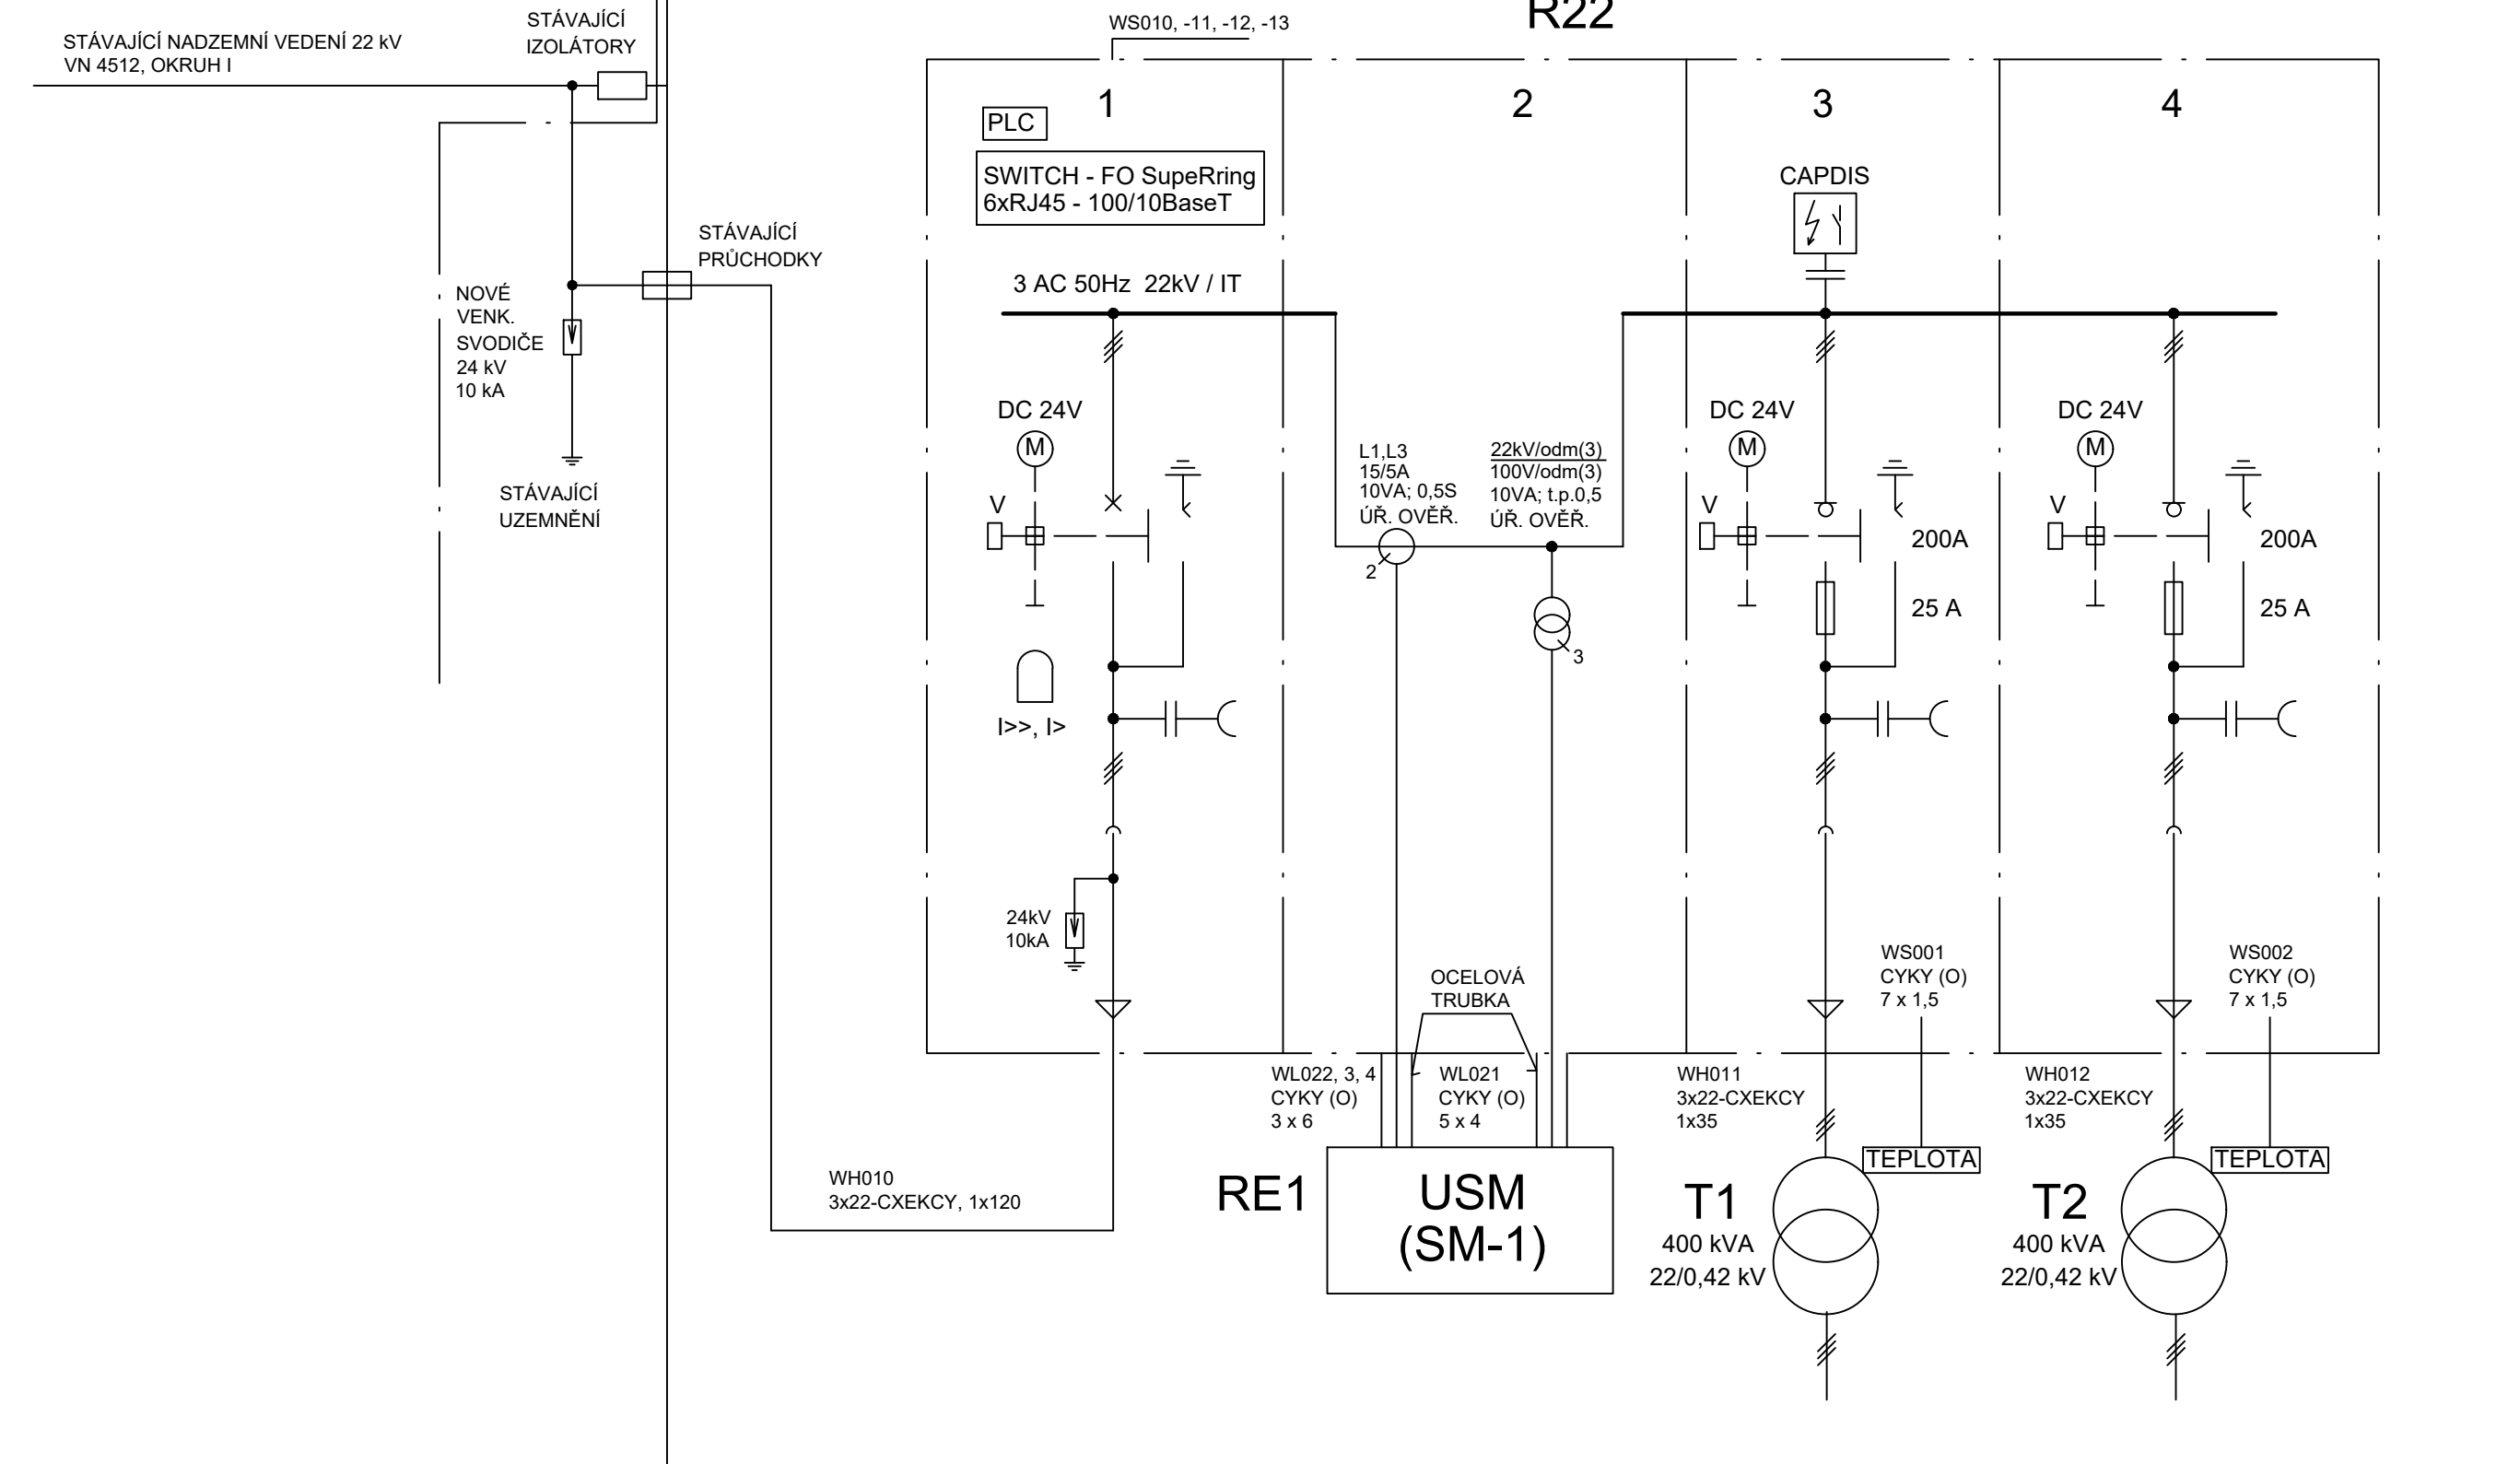 R22
STÁVAJÍCÍ
IZOLÁTORY
STÁVAJÍCÍ NADZEMNÍ VEDENÍ 22 kV
VN 4512, OKRUH I
WS010, -11, -12, -13
1
2
3
4
PLC
SWITCH - FO SupeRring
6xRJ45 - 100/10BaseT
CAPDIS
STÁVAJÍCÍ
PRŮCHODKY
3 AC 50Hz 22kV / IT
NOVÉ
VENK.
SVODIČE
24 kV
10 kA
STÁVAJÍCÍ
UZEMNĚNÍ
DC 24V
M
V
I>>, I>
L1,L3
15/5A
10VA; 0,5S
ÚŘ. OVĚŘ.
2
22kV/odm(3)
100V/odm(3)
10VA; t.p.0,5
ÚŘ. OVĚŘ.
3
DC 24V
M
V
200A
25 A
DC 24V
M
V
200A
25 A
24kV
10kA
OCELOVÁ
TRUBKA
WS001
CYKY (O)
7 x 1,5
WS002
CYKY (O)
7 x 1,5
WL022, 3, 4
CYKY (O)
3 x 6
WL021
CYKY (O)
5 x 4
WH011
3x22-CXEKCY
1x35
WH012
3x22-CXEKCY
1x35
WH010
3x22-CXEKCY, 1x120
RE1
USM
(SM-1)
TEPLOTA
T1
400 kVA
22/0,42 kV
TEPLOTA
T2
400 kVA
22/0,42 kV